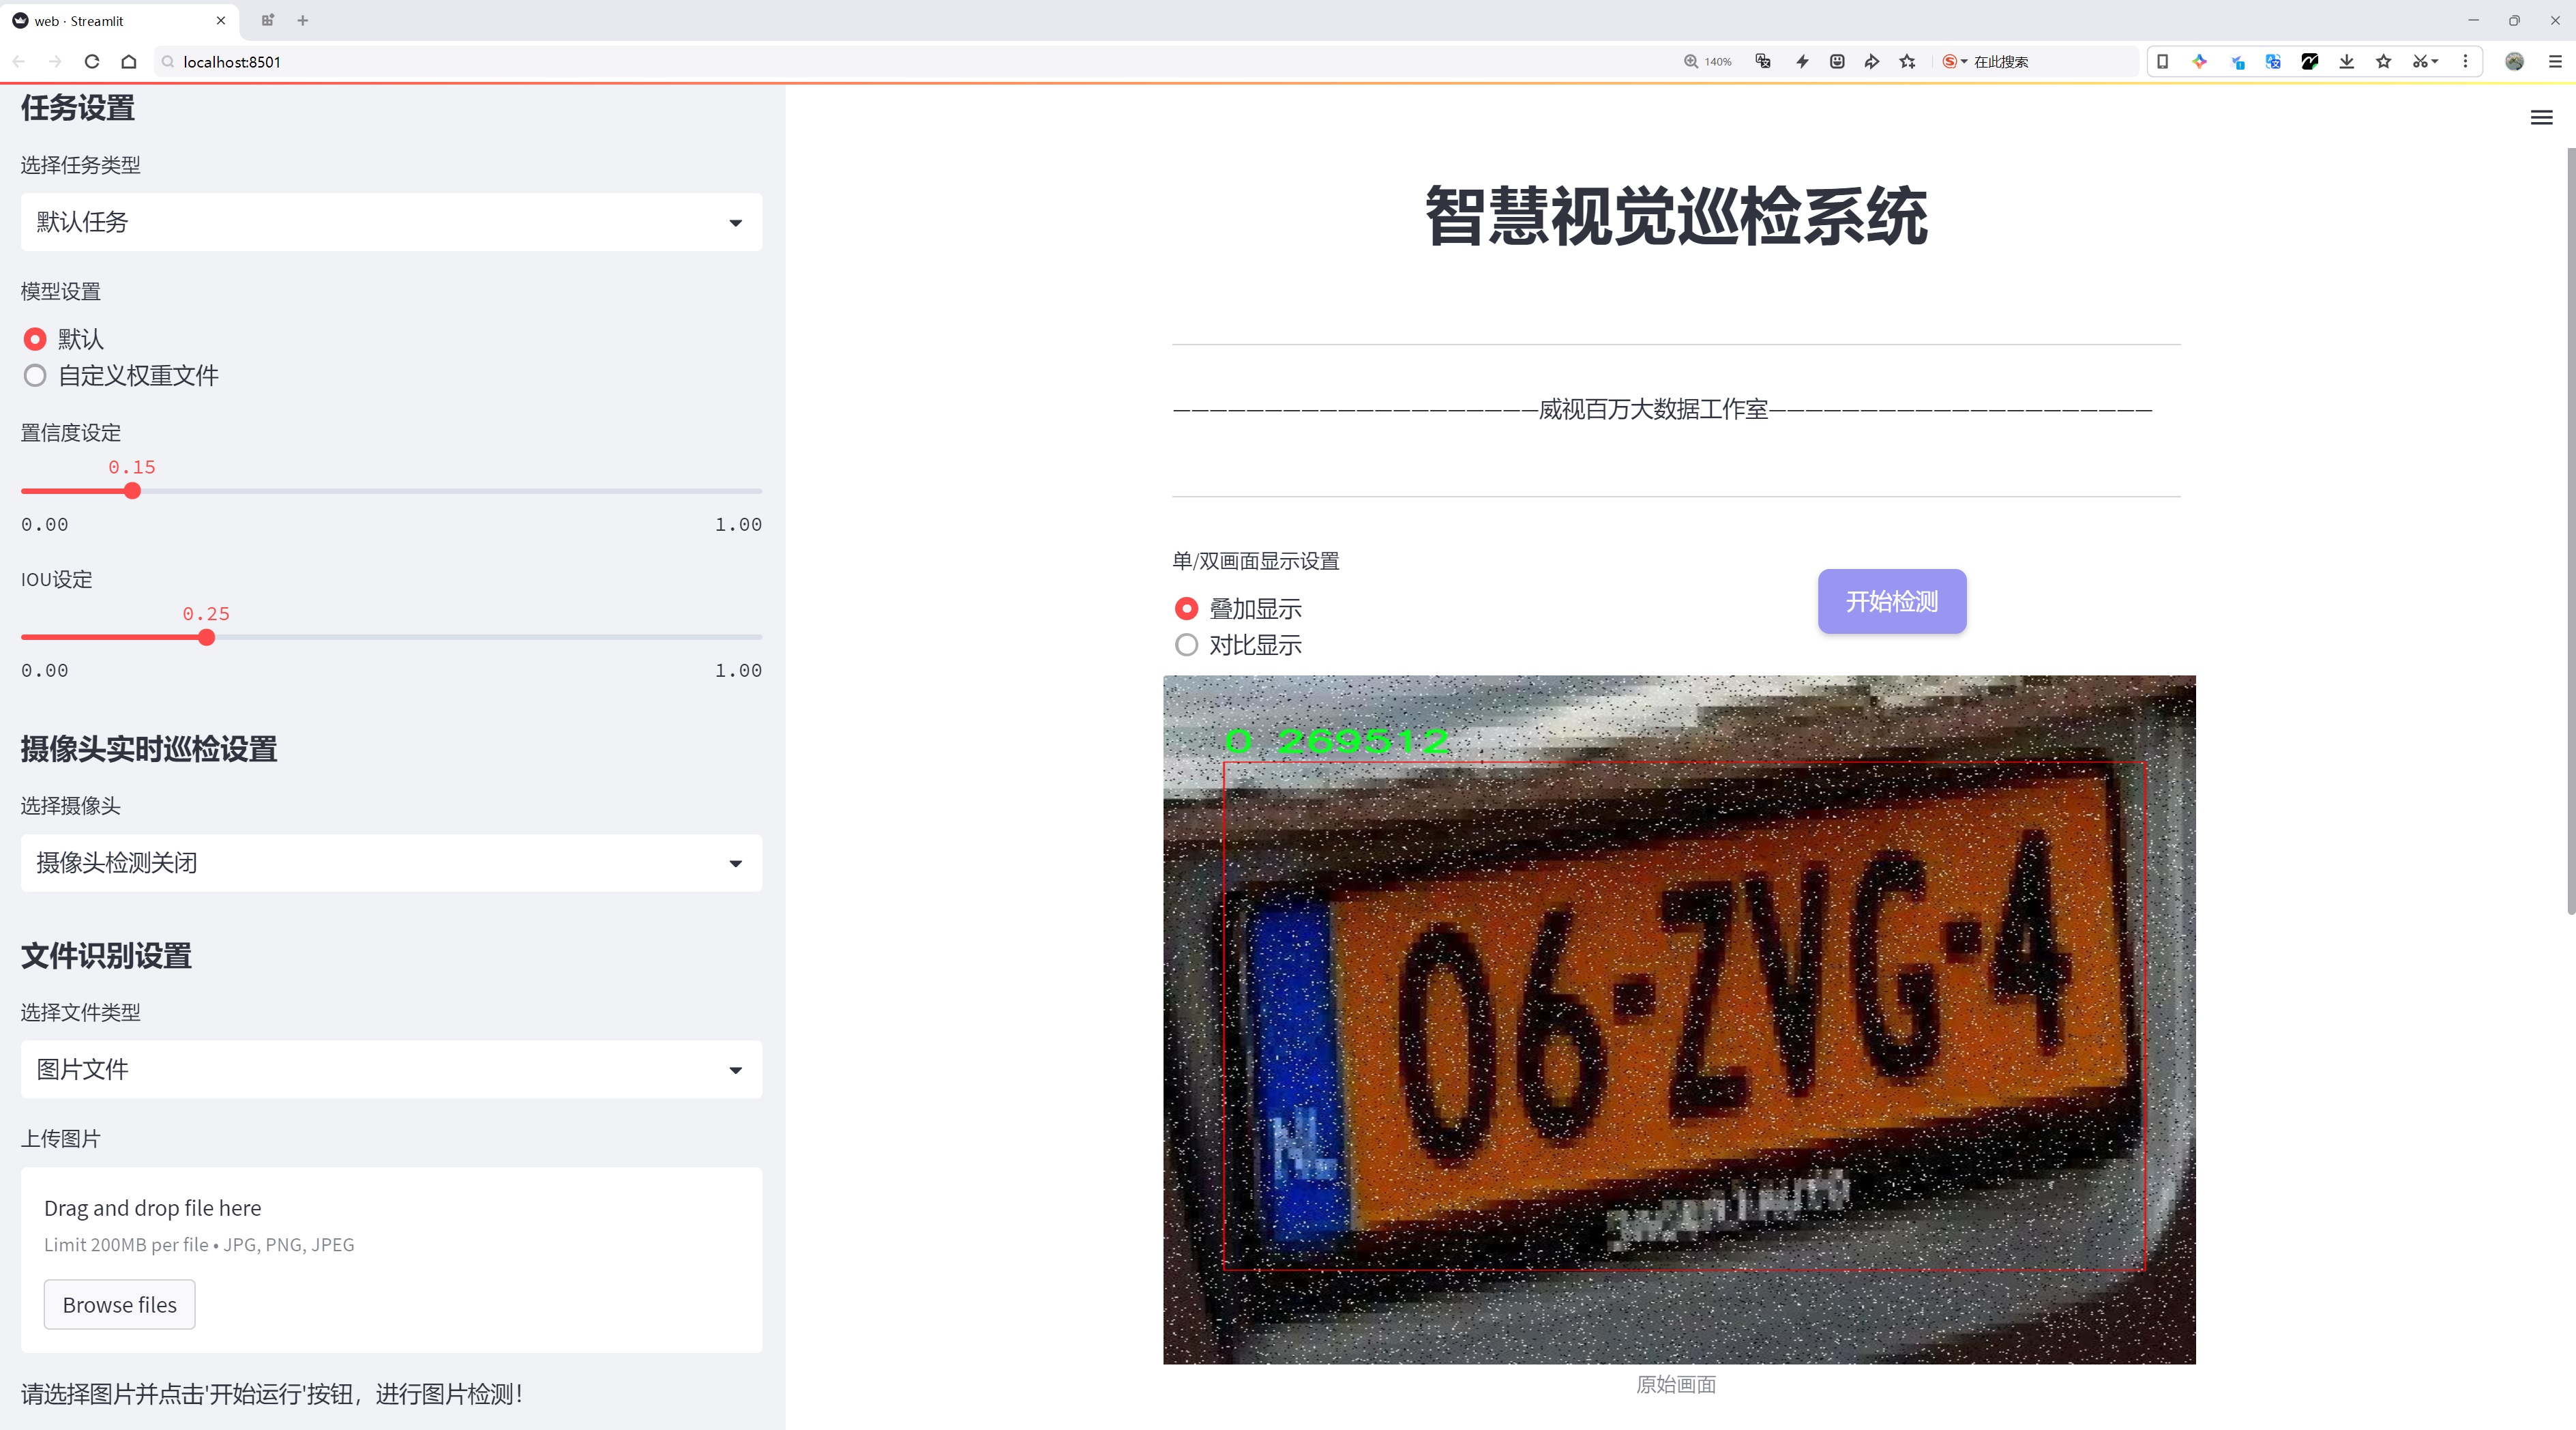 web · Streamlit
localhost:8501
140%
在此搜索
任务设置
选择任务类型
默认任务
模型设置
默认
自定义权重文件
置信度设定
0.15
0.00 1.00
IOU设定
0.25
0.00 1.00
摄像头实时巡检设置
选择摄像头
摄像头检测关闭
文件识别设置
选择文件类型
图片文件
上传图片
Drag and drop file here
Limit 200MB per file • JPG, PNG, JPEG
Browse files
请选择图片并点击'开始运行'按钮，进行图片检测！
智慧视觉巡检系统
—————————————————————威视百万大数据工作室—————————————————————
单/双画面显示设置
叠加显示
对比显示
开始检测
0 269512
06-ZVG-4
NL
原始画面